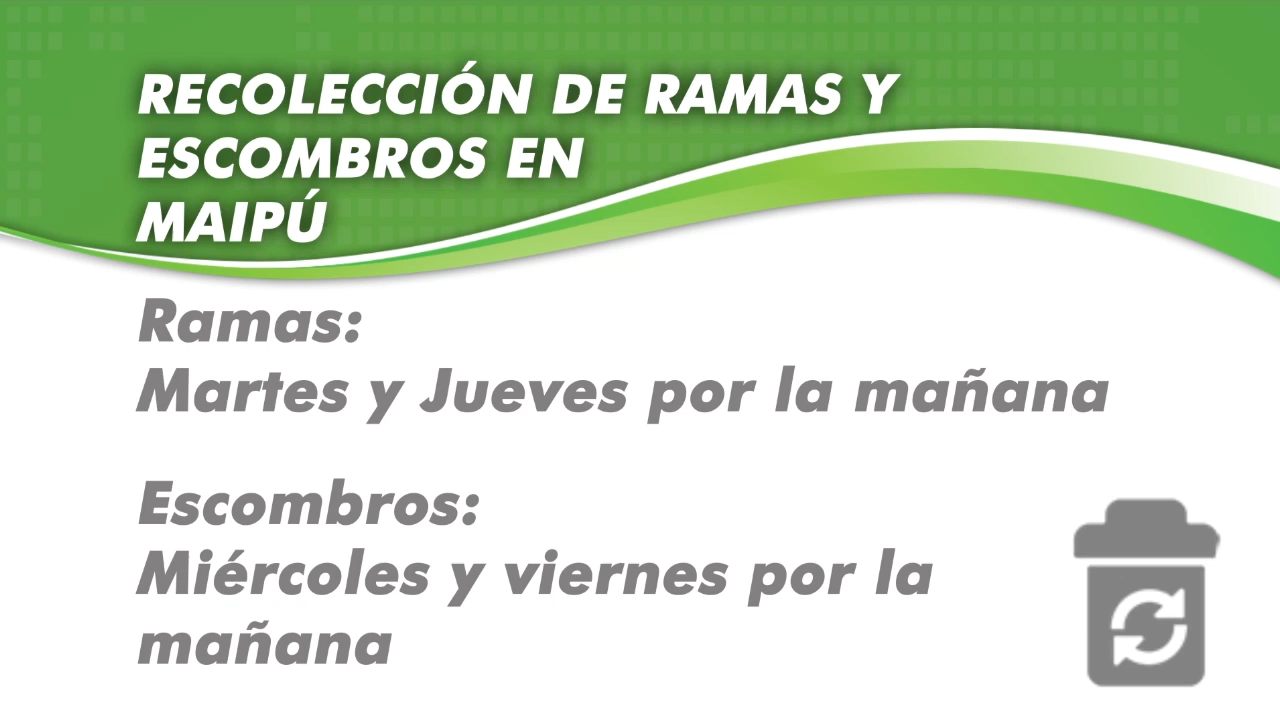 RECOLECCIÓN DE RAMAS Y
ESCOMBROS EN
MAIPÚ
Ramas:
Martes y Jueves por la mañana
Escombros:
Miércoles y viernes por la
mañana